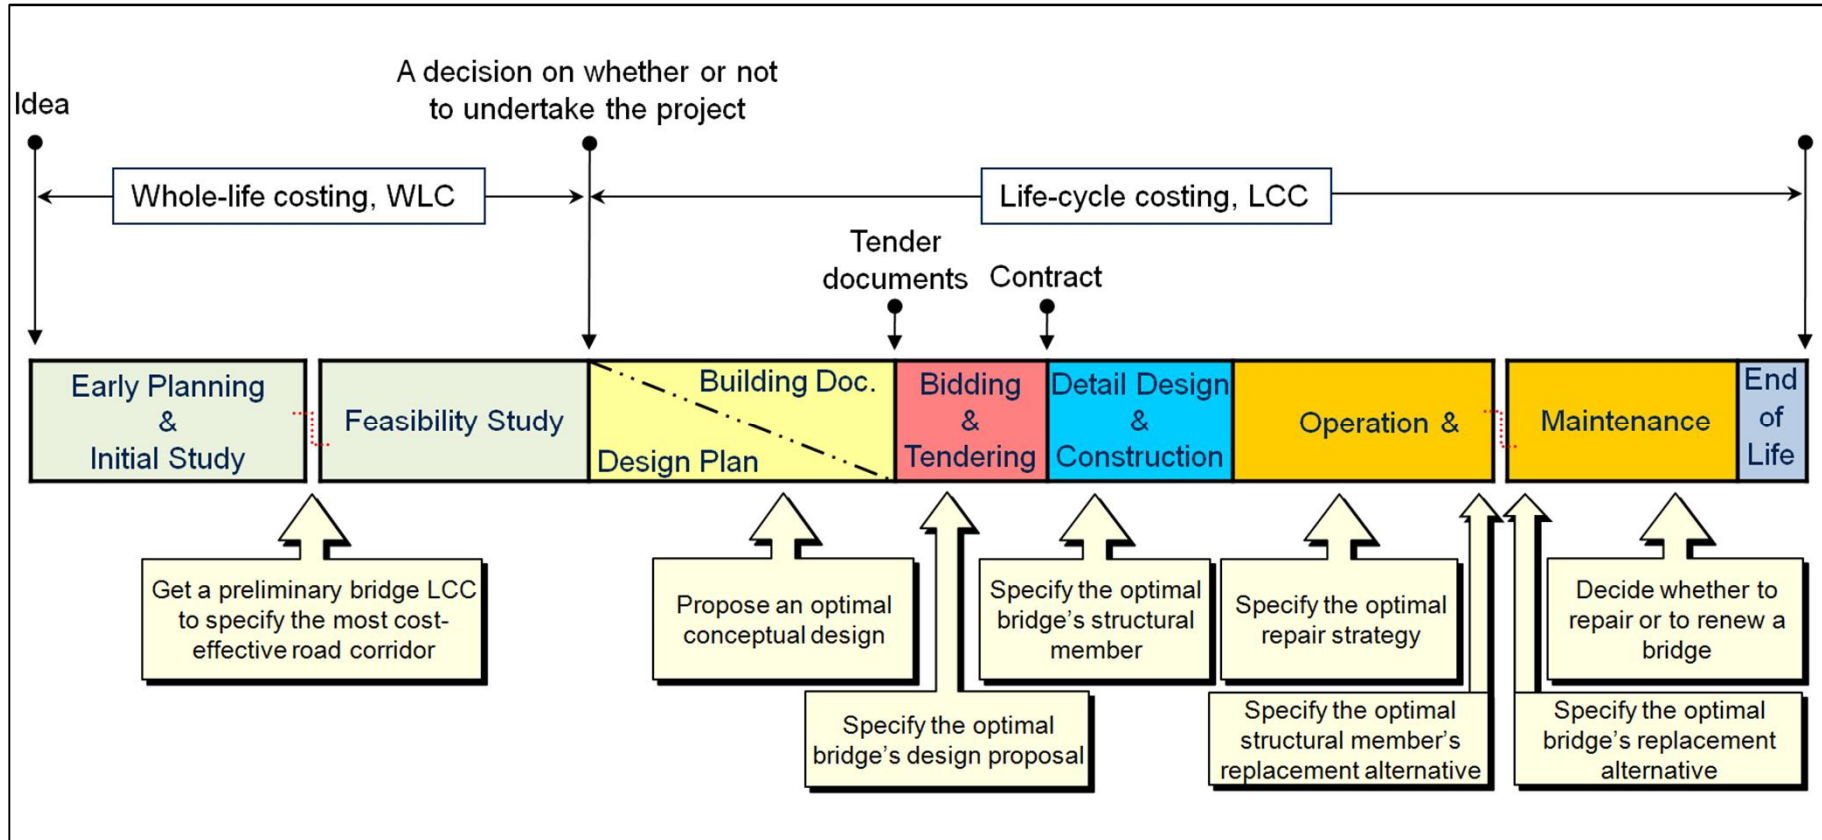 A decision on whether or not
to undertake the project
Idea
Whole-life costing, WLC
Life-cycle costing, LCC
Tender
documents
Contract
Early Planning
&
Initial Study
Feasibility Study
Building Doc.
Design Plan
Bidding
&
Tendering
Detail Design
&
Construction
Operation &
Maintenance
End
of
Life
Get a preliminary bridge LCC
to specify the most cost-
effective road corridor
Propose an optimal
conceptual design
Specify the optimal
bridge's design proposal
Specify the optimal
bridge's structural
member
Specify the optimal
repair strategy
Specify the optimal
structural member's
replacement alternative
Specify the optimal
bridge's replacement
alternative
Decide whether to
repair or to renew a
bridge